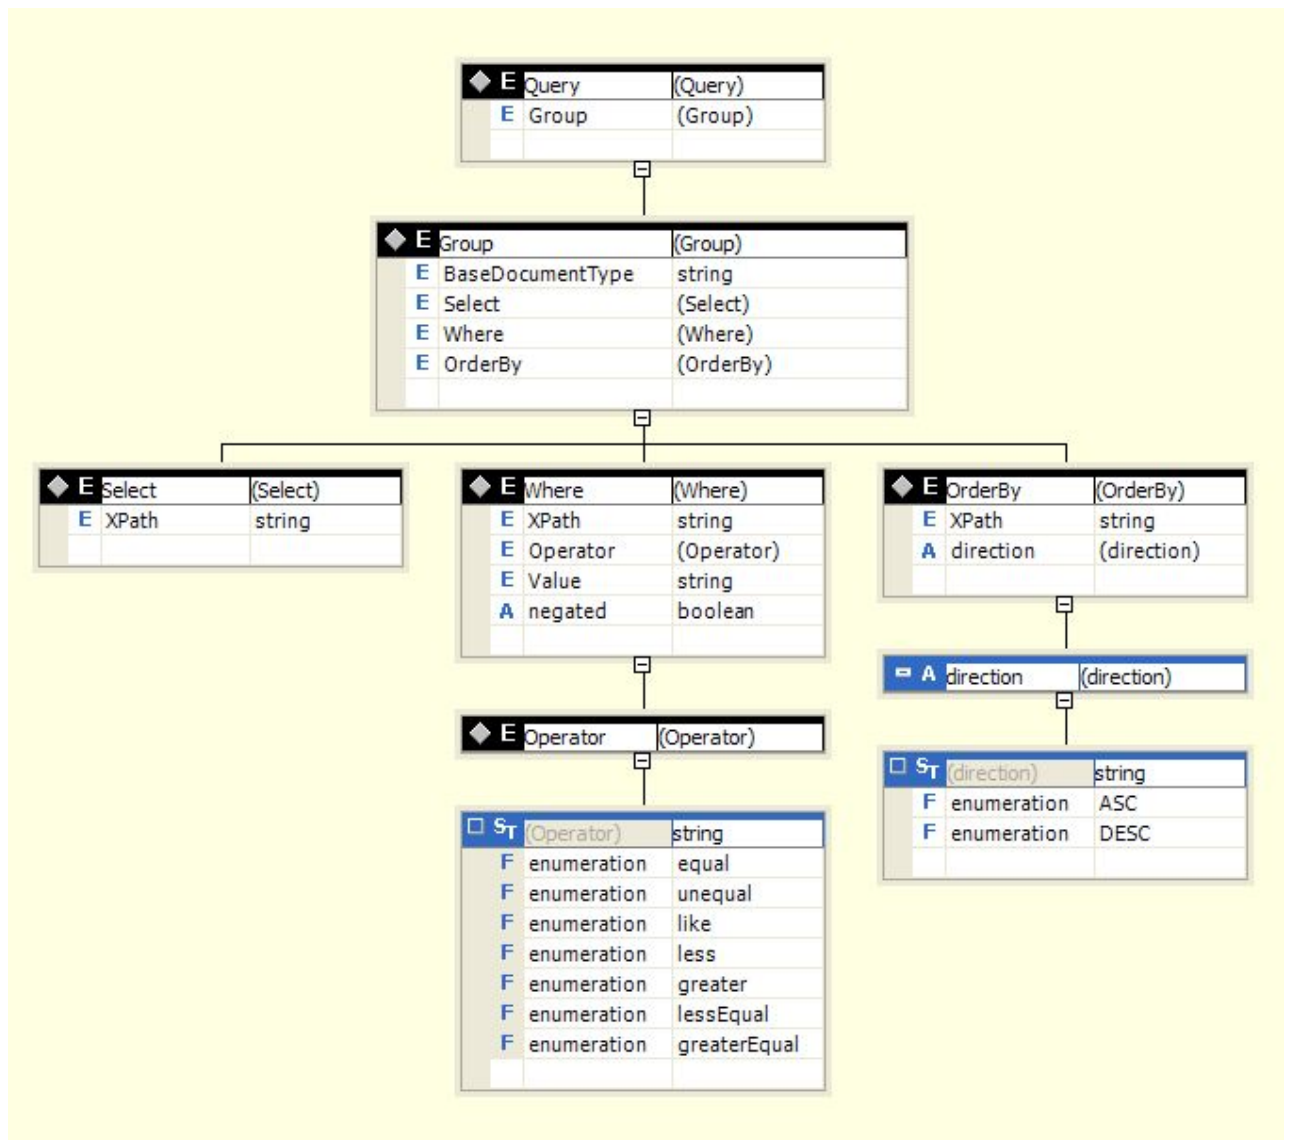 E Query (Query)
E Group (Group)
E Group (Group)
E BaseDocumentType string
E Select (Select)
E Where (Where)
E OrderBy (OrderBy)
E Select (Select)
E XPath string
E Where (Where)
E XPath string
E Operator (Operator)
E Value string
A negated boolean
E OrderBy (OrderBy)
E XPath string
A direction (direction)
E Operator (Operator)
ST (Operator) string
F enumeration equal
F enumeration unequal
F enumeration like
F enumeration less
F enumeration greater
F enumeration lessEqual
F enumeration greaterEqual
A direction (direction)
ST (direction) string
F enumeration ASC
F enumeration DESC